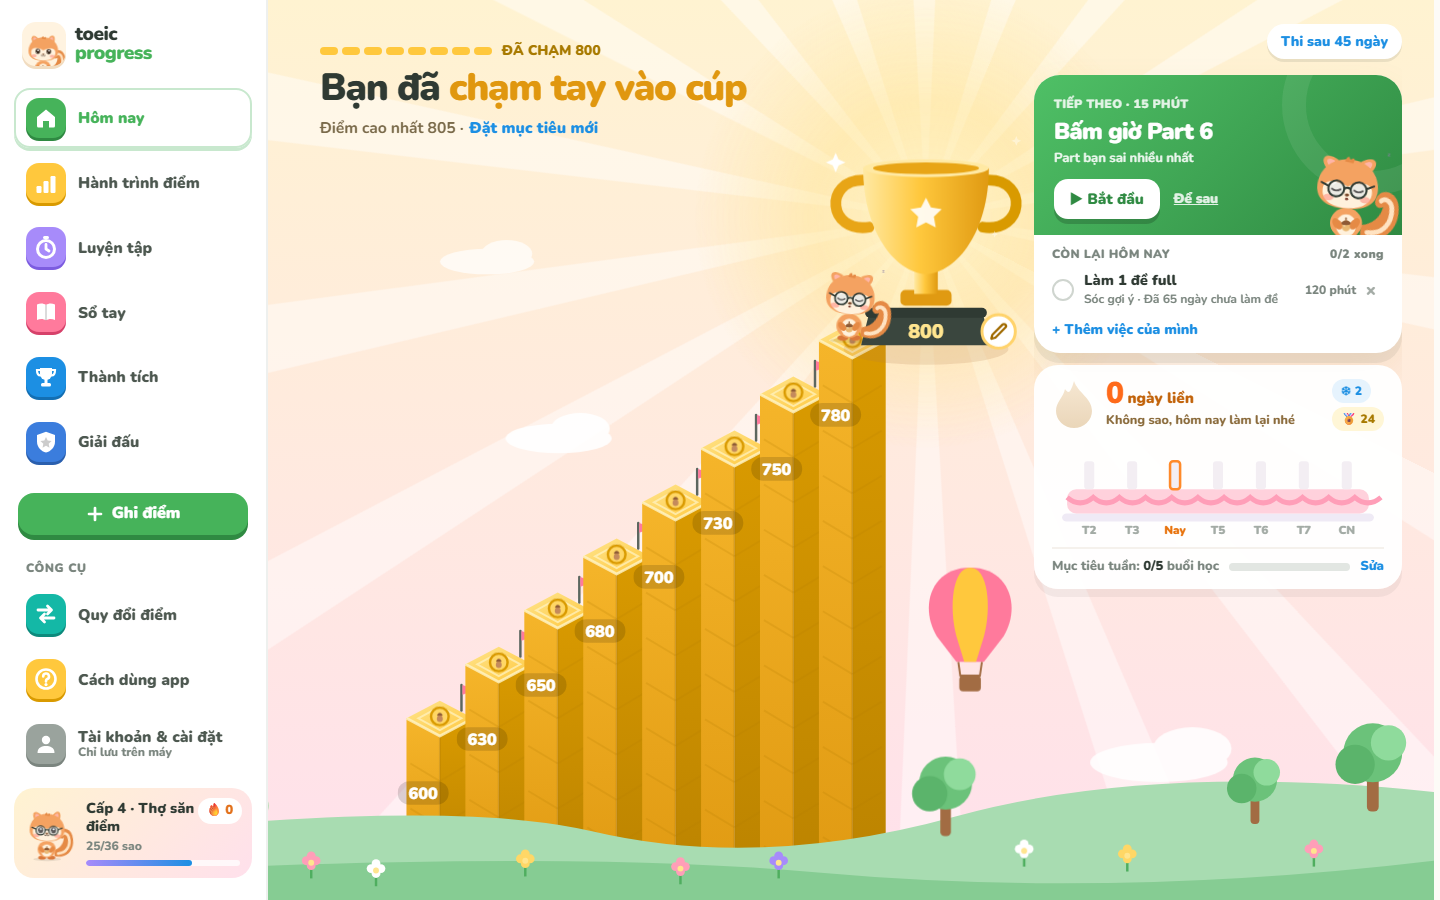 toeic
progress
Hôm nay
Hành trình điểm
Luyện tập
Sổ tay
Thành tích
Giải đấu
+ Ghi điểm
CÔNG CỤ
Quy đổi điểm
Cách dùng app
Tài khoản & cài đặt
Chỉ lưu trên máy
Cấp 4 · Thợ săn điểm
0
25/36 sao
ĐÃ CHẠM 800
Bạn đã chạm tay vào cúp
Điểm cao nhất 805 · Đặt mục tiêu mới
800
780
750
730
700
680
650
630
600
Thi sau 45 ngày
TIẾP THEO · 15 PHÚT
Bấm giờ Part 6
Part bạn sai nhiều nhất
Bắt đầu
Để sau
CÒN LẠI HÔM NAY
0/2 xong
Làm 1 đề full
Sóc gợi ý · Đã 65 ngày chưa làm đề
120 phút ×
+ Thêm việc của mình
0 ngày liền
Không sao, hôm nay làm lại nhé
2
24
T2 T3 Nay T5 T6 T7 CN
Mục tiêu tuần: 0/5 buổi học
Sửa